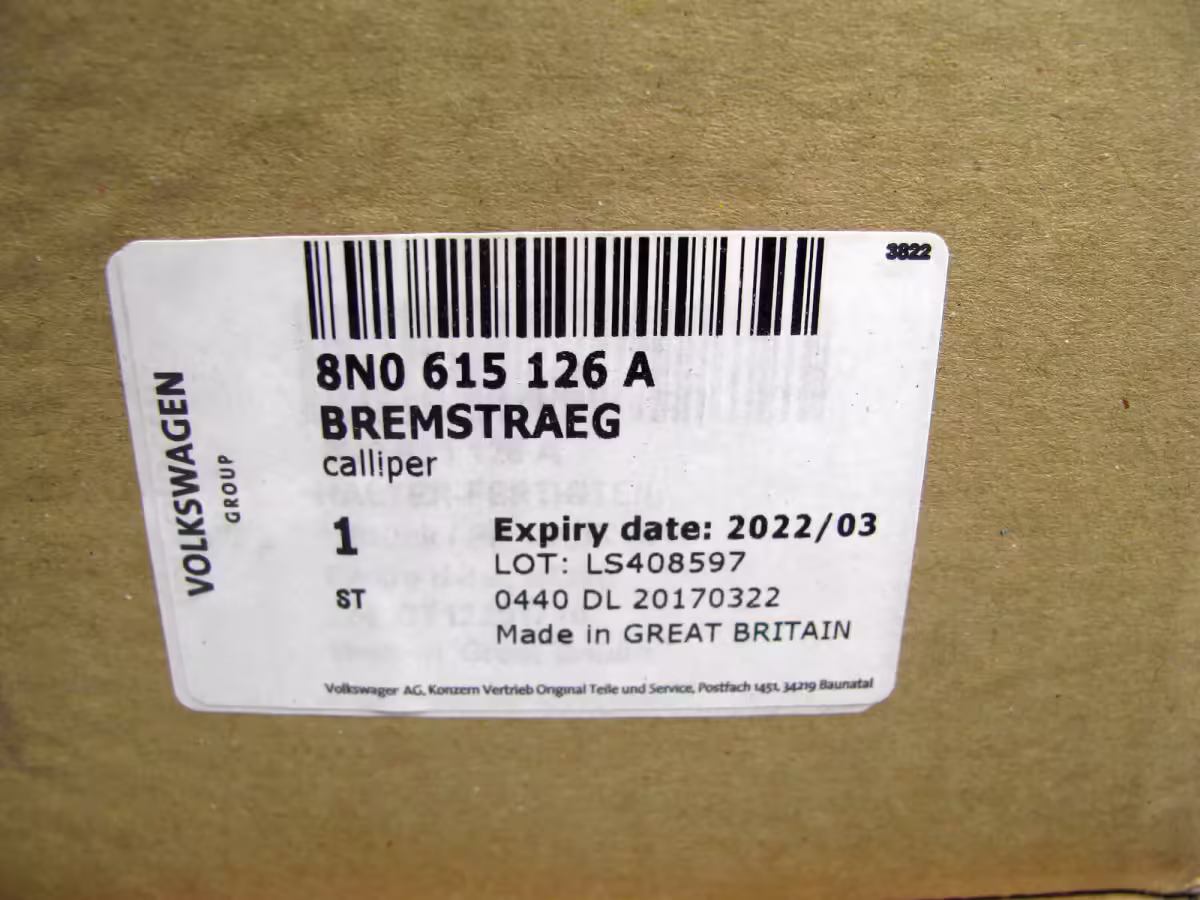 3822
8N0 615 126 A
BREMSTRAEG
calliper
VOLKSWAGEN
GROUP
1
Expiry date: 2022/03
LOT: LS408597
ST
0440 DL 20170322
Made in GREAT BRITAIN
Volkswagen AG, Konzern Vertrieb Original Teile und Service, Postfach 1451, 34219 Baunatal